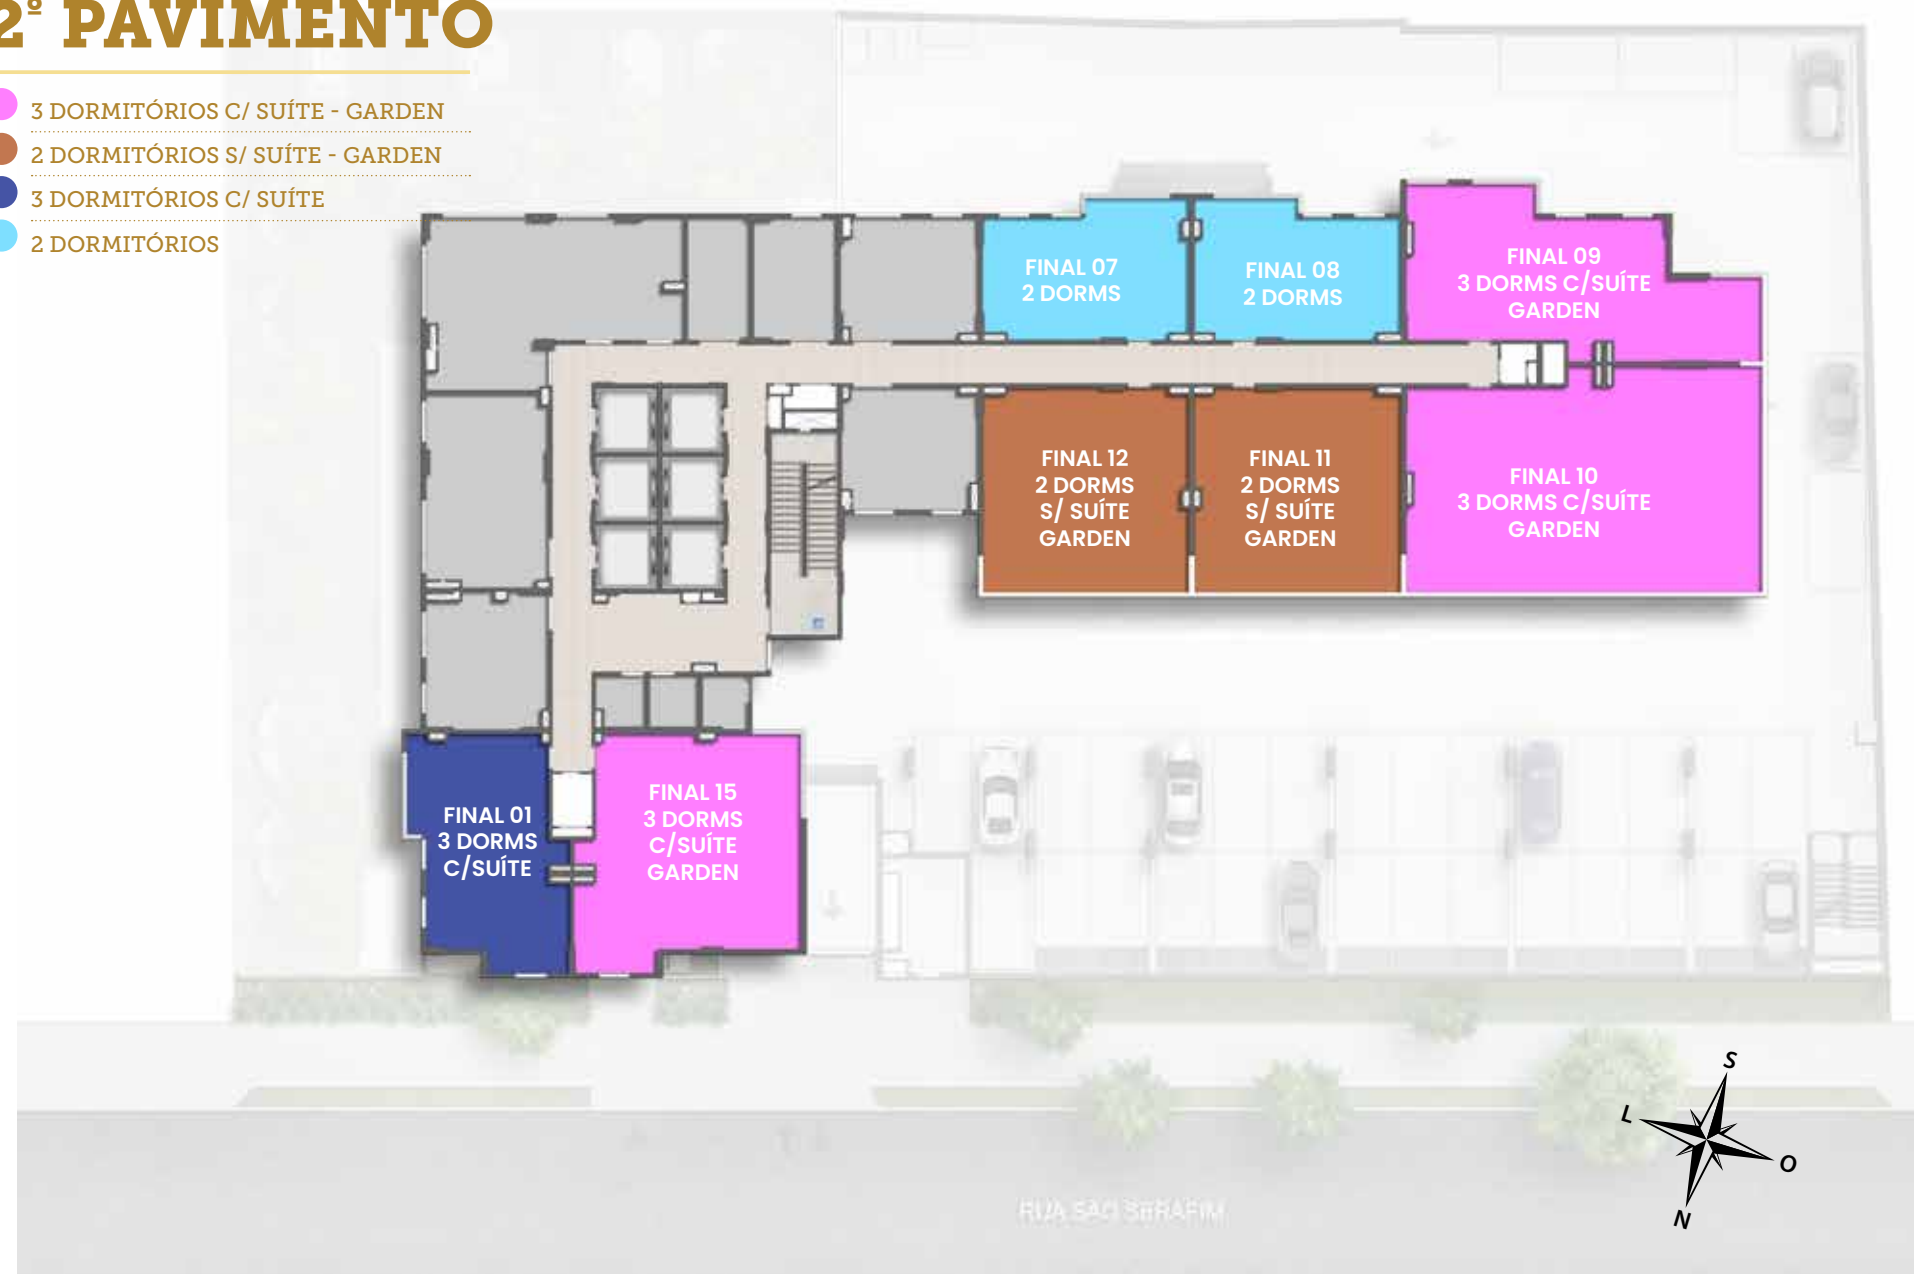 2º PAVIMENTO
3 DORMITÓRIOS C/ SUÍTE - GARDEN
2 DORMITÓRIOS S/ SUÍTE - GARDEN
3 DORMITÓRIOS C/ SUÍTE
2 DORMITÓRIOS
FINAL 07
2 DORMS
FINAL 08
2 DORMS
FINAL 09
3 DORMS C/SUÍTE
GARDEN
FINAL 12
2 DORMS
S/ SUÍTE
GARDEN
FINAL 11
2 DORMS
S/ SUÍTE
GARDEN
FINAL 10
3 DORMS C/SUÍTE
GARDEN
FINAL 01
3 DORMS
C/SUÍTE
FINAL 15
3 DORMS
C/SUÍTE
GARDEN
S
L
O
N
RUA SÃO SERAFIM